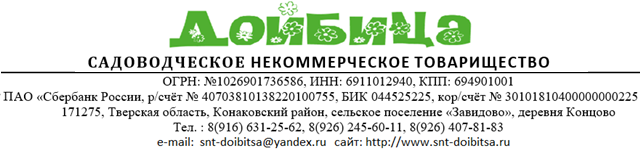 ДОЙБИЦА
САДОВОДЧЕСКОЕ НЕКОММЕРЧЕСКОЕ ТОВАРИЩЕСТВО
ОГРН: №1026901736586, ИНН: 6911012940, КПП: 694901001
ПАО «Сбербанк России, р/счёт № 40703810138220100755, БИК 044525225, кор/счёт № 30101810400000000225
171275, Тверская область, Конаковский район, сельское поселение «Завидово», деревня Концово
Тел. : 8(916) 631-25-62, 8(926) 245-60-11, 8(926) 407-81-83
e-mail: snt-doibitsa@yandex.ru сайт: http://www.snt-doibitsa.ru